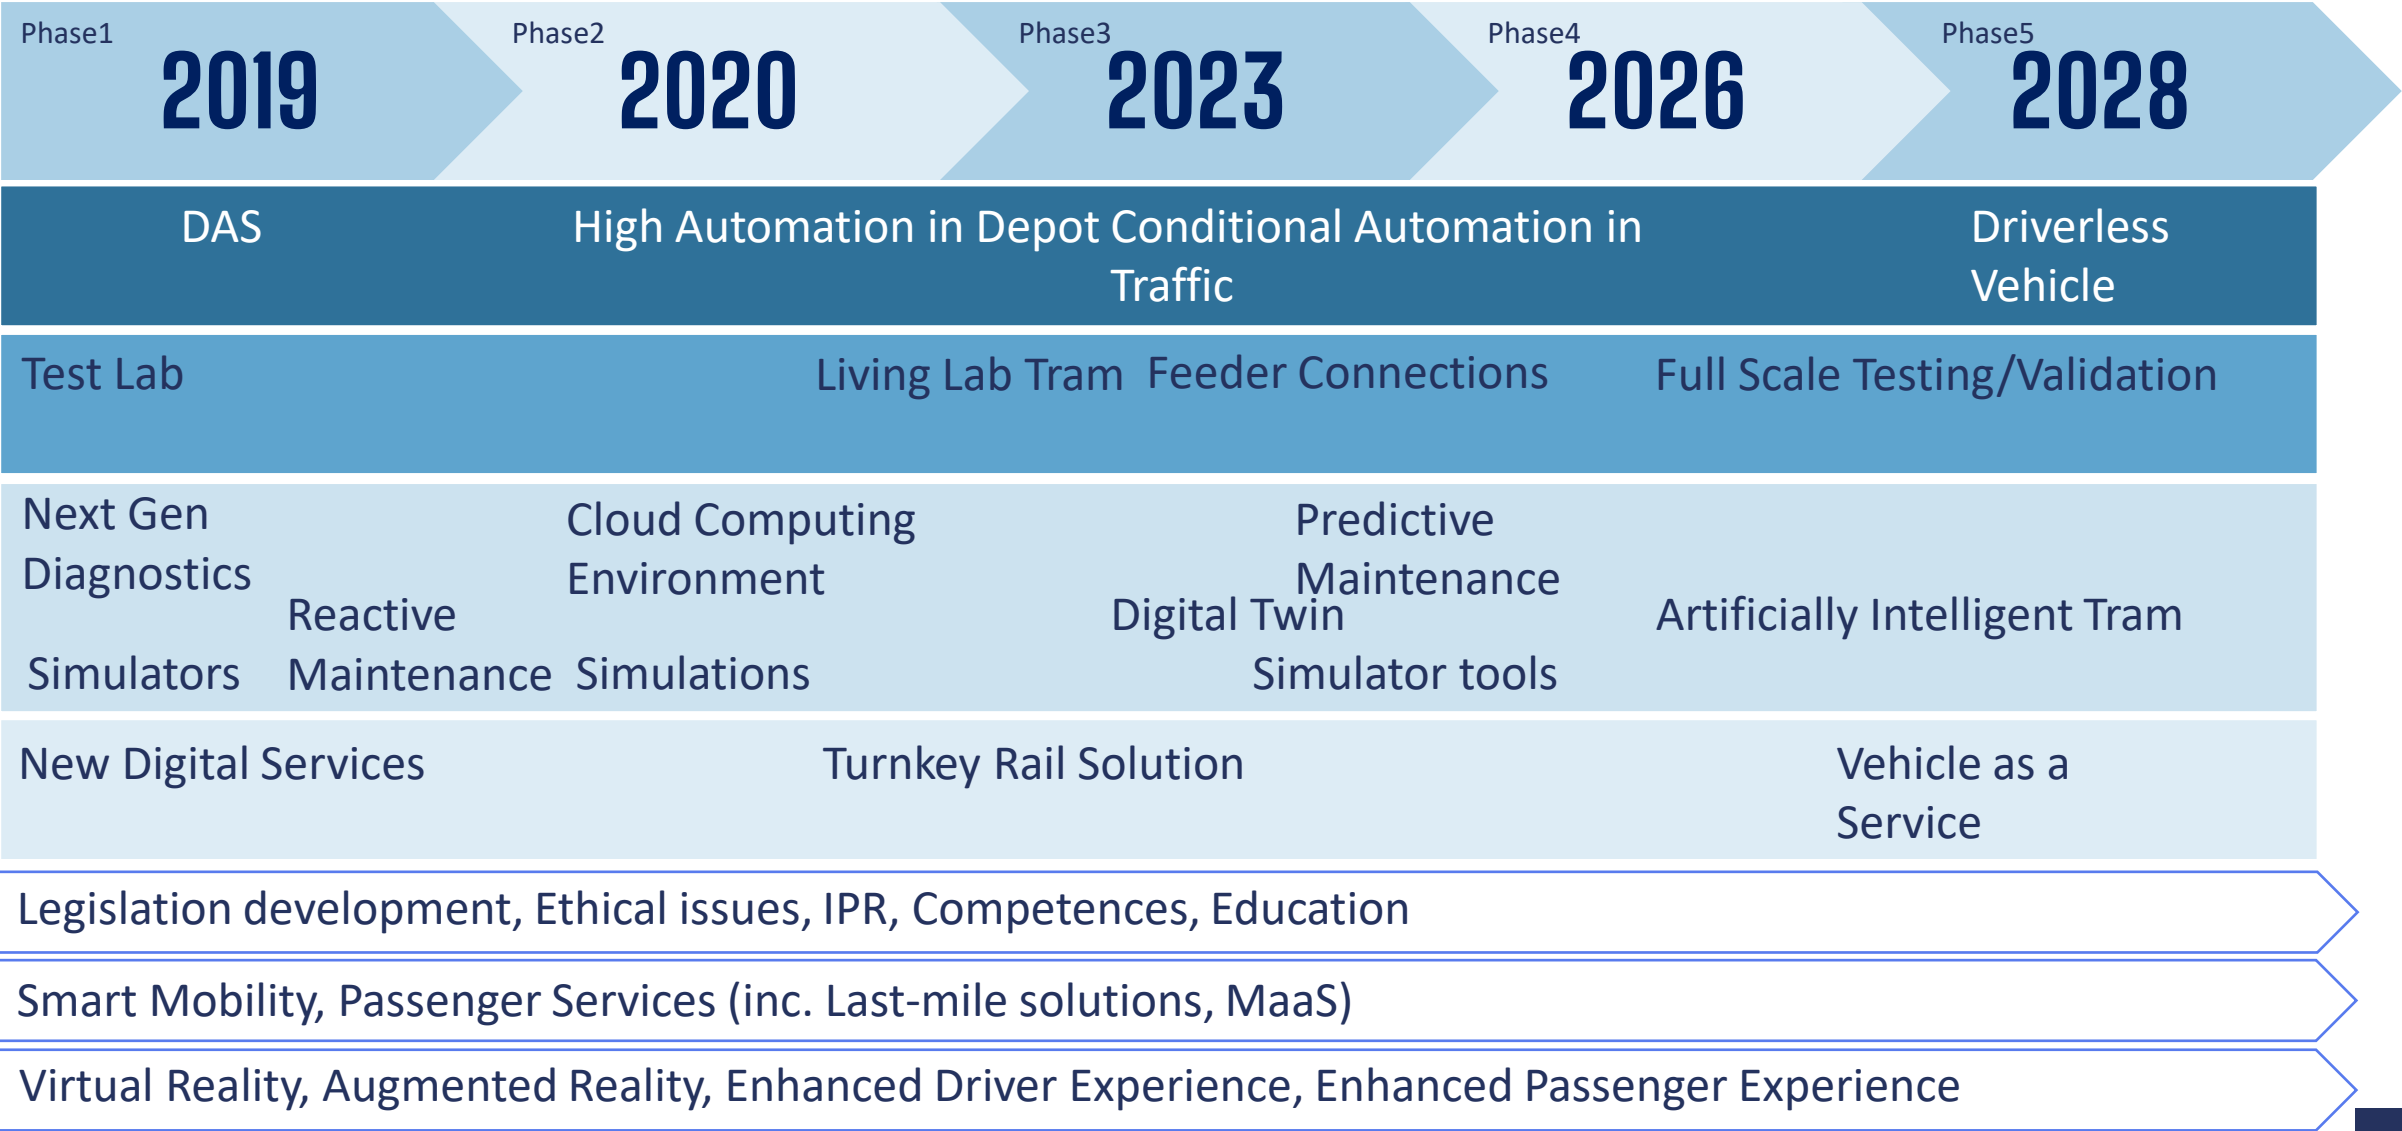 Phase1
2019
Phase2
2020
Phase3
2023
Phase4
2026
Phase5
2028
DAS
High Automation in Depot
Conditional Automation in
Traffic
Driverless
Vehicle
Test Lab
Living Lab Tram
Feeder Connections
Full Scale Testing/Validation
Next Gen
Diagnostics
Simulators
Reactive
Maintenance
Cloud Computing
Environment
Simulations
Predictive
Maintenance
Digital Twin
Simulator tools
Artificially Intelligent Tram
New Digital Services
Turnkey Rail Solution
Vehicle as a
Service
Legislation development, Ethical issues, IPR, Competences, Education
Smart Mobility, Passenger Services (inc. Last-mile solutions, MaaS)
Virtual Reality, Augmented Reality, Enhanced Driver Experience, Enhanced Passenger Experience